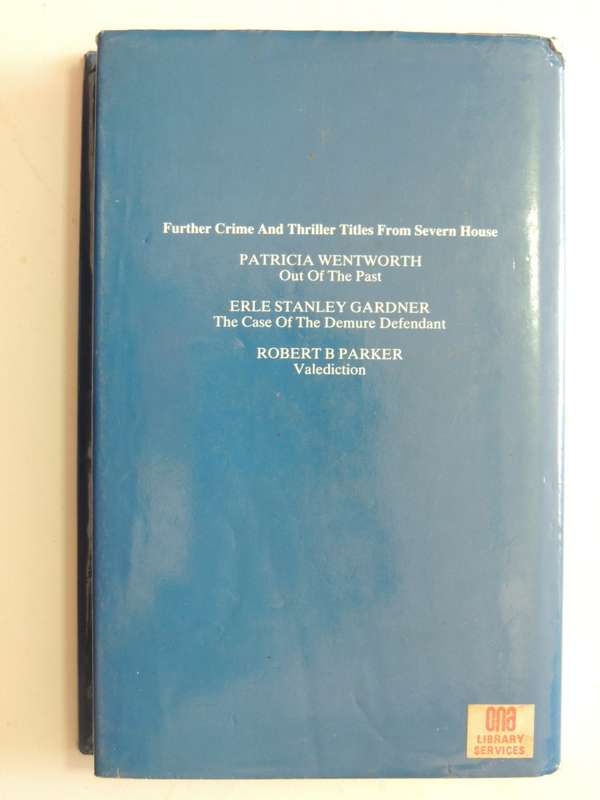 Further Crime And Thriller Titles From Severn House
PATRICIA WENTWORTH
Out Of The Past
ERLE STANLEY GARDNER
The Case Of The Demure Defendant
ROBERT B PARKER
Valediction
ona
LIBRARY
SERVICES